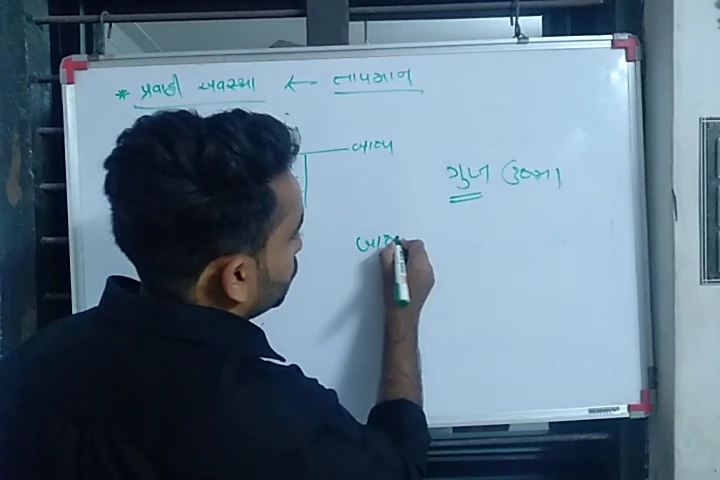 * પ્રવાહી અવસ્થા ← તાપમાન
બાષ્પ
ગુપ્ત ઉષ્મા
બાષ્